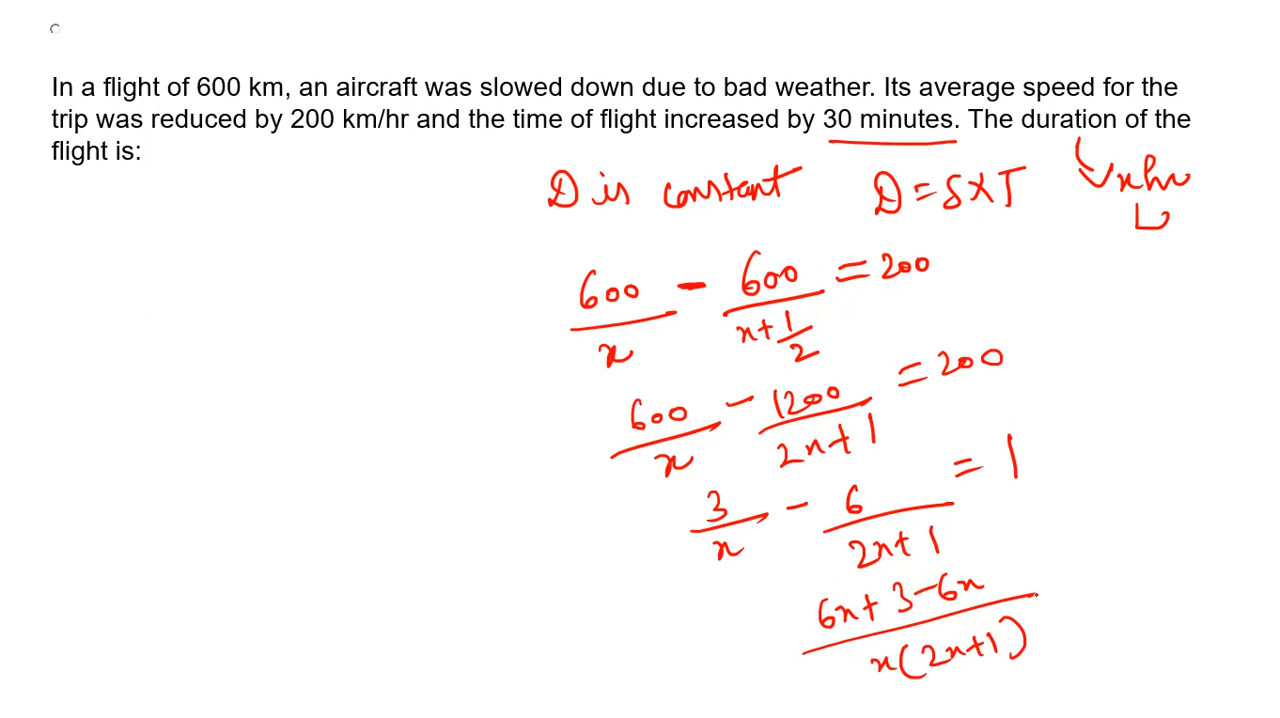 In a flight of 600 km, an aircraft was slowed down due to bad weather. Its average speed for the
trip was reduced by 200 km/hr and the time of flight increased by 30 minutes. The duration of the
flight is:
D is constant D = S X T x hr
600/x - 600/(x + 1/2) = 200
600/x - 1200/(2x+1) = 200
3/x - 6/(2x+1) = 1
(6x + 3 - 6x)/(x(2x+1))